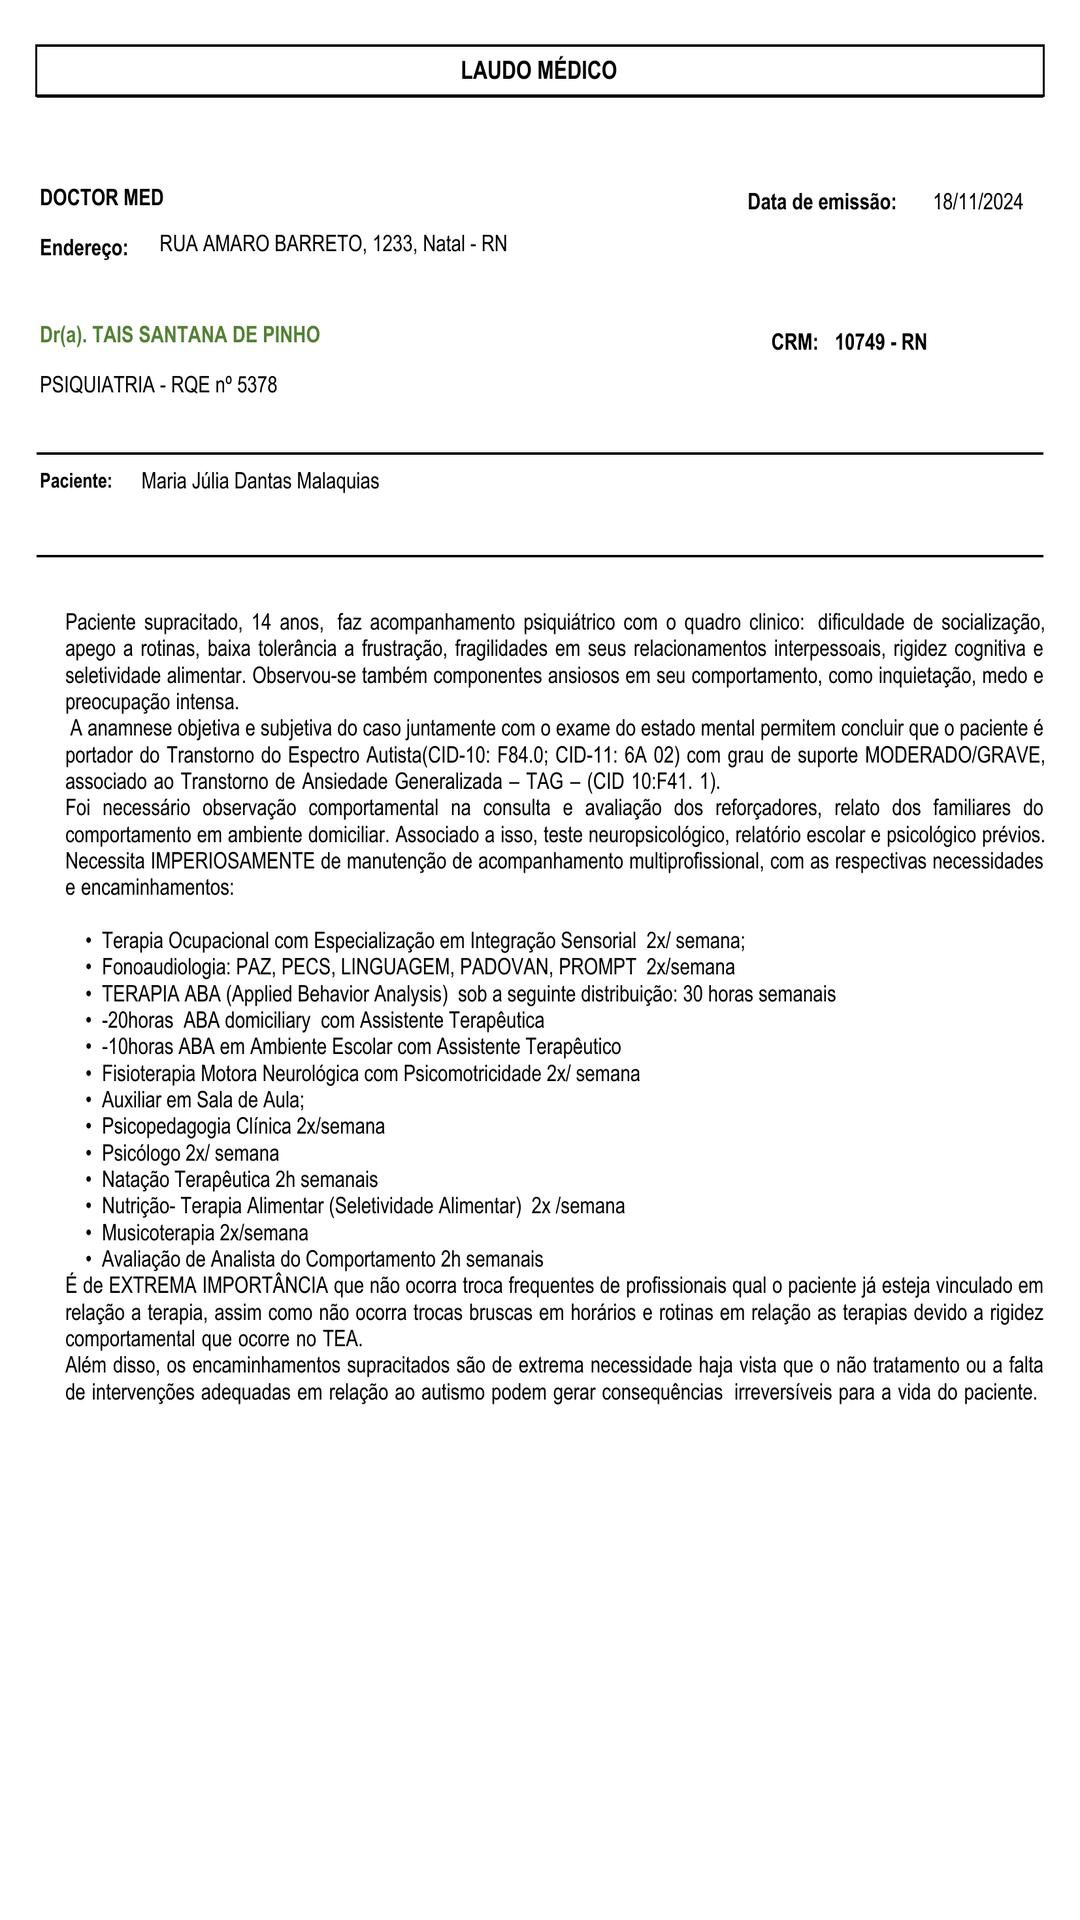 LAUDO MÉDICO
DOCTOR MED
Data de emissão: 18/11/2024
Endereço: RUA AMARO BARRETO, 1233, Natal - RN
Dr(a). TAIS SANTANA DE PINHO
CRM: 10749 - RN
PSIQUIATRIA - RQE nº 5378
Paciente: Maria Júlia Dantas Malaquias
Paciente supracitado, 14 anos, faz acompanhamento psiquiátrico com o quadro clinico: dificuldade de socialização,
apego a rotinas, baixa tolerância a frustração, fragilidades em seus relacionamentos interpessoais, rigidez cognitiva e
seletividade alimentar. Observou-se também componentes ansiosos em seu comportamento, como inquietação, medo e
preocupação intensa.
A anamnese objetiva e subjetiva do caso juntamente com o exame do estado mental permitem concluir que o paciente é
portador do Transtorno do Espectro Autista(CID-10: F84.0; CID-11: 6A 02) com grau de suporte MODERADO/GRAVE,
associado ao Transtorno de Ansiedade Generalizada – TAG – (CID 10:F41. 1).
Foi necessário observação comportamental na consulta e avaliação dos reforçadores, relato dos familiares do
comportamento em ambiente domiciliar. Associado a isso, teste neuropsicológico, relatório escolar e psicológico prévios.
Necessita IMPERIOSAMENTE de manutenção de acompanhamento multiprofissional, com as respectivas necessidades
e encaminhamentos:
• Terapia Ocupacional com Especialização em Integração Sensorial 2x/ semana;
• Fonoaudiologia: PAZ, PECS, LINGUAGEM, PADOVAN, PROMPT 2x/semana
• TERAPIA ABA (Applied Behavior Analysis) sob a seguinte distribuição: 30 horas semanais
• -20horas ABA domiciliary com Assistente Terapêutica
• -10horas ABA em Ambiente Escolar com Assistente Terapêutico
• Fisioterapia Motora Neurológica com Psicomotricidade 2x/ semana
• Auxiliar em Sala de Aula;
• Psicopedagogia Clínica 2x/semana
• Psicólogo 2x/ semana
• Natação Terapêutica 2h semanais
• Nutrição- Terapia Alimentar (Seletividade Alimentar) 2x /semana
• Musicoterapia 2x/semana
• Avaliação de Analista do Comportamento 2h semanais
É de EXTREMA IMPORTÂNCIA que não ocorra troca frequentes de profissionais qual o paciente já esteja vinculado em
relação a terapia, assim como não ocorra trocas bruscas em horários e rotinas em relação as terapias devido a rigidez
comportamental que ocorre no TEA.
Além disso, os encaminhamentos supracitados são de extrema necessidade haja vista que o não tratamento ou a falta
de intervenções adequadas em relação ao autismo podem gerar consequências irreversíveis para a vida do paciente.